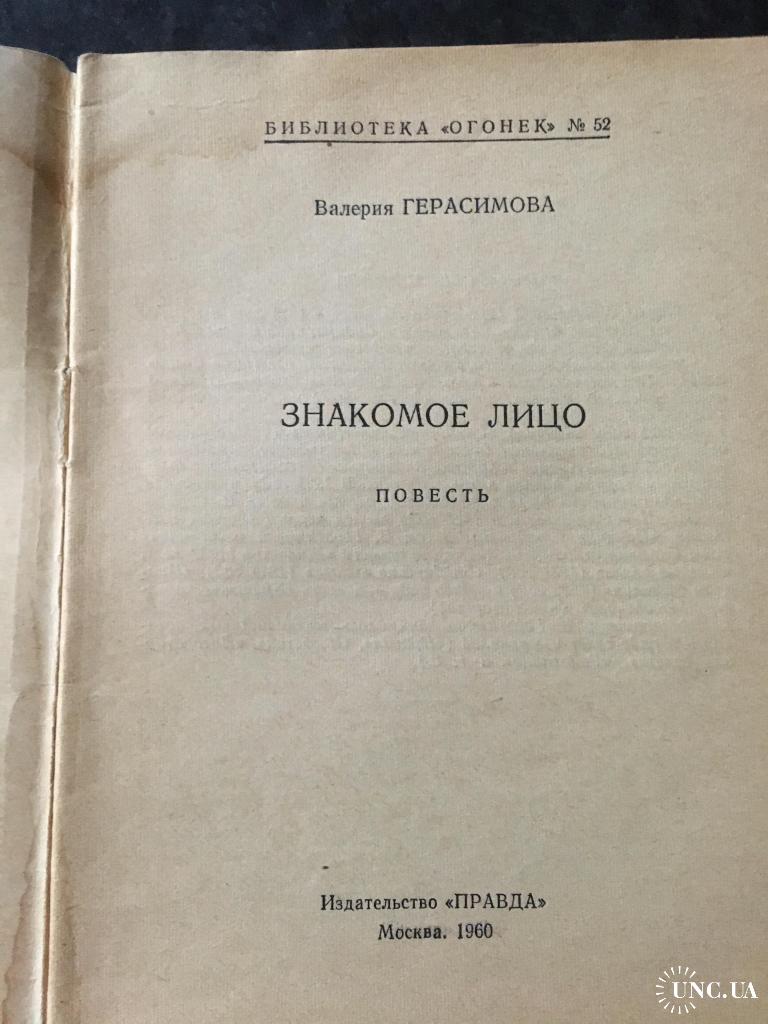 БИБЛИОТЕКА «ОГОНЕК» № 52
Валерия ГЕРАСИМОВА
ЗНАКОМОЕ ЛИЦО
ПОВЕСТЬ
Издательство «ПРАВДА»
Москва. 1960
UNC.UA